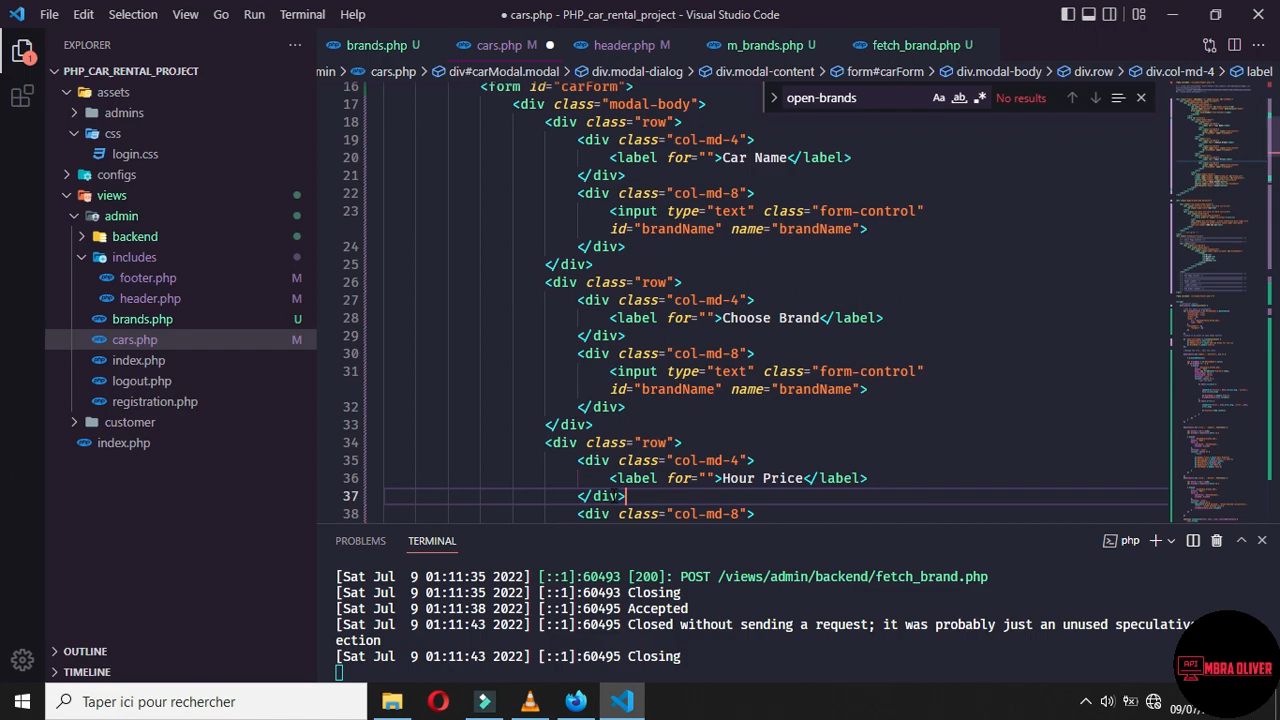 File Edit Selection View Go Run Terminal Help
● cars.php - PHP_car_rental_project - Visual Studio Code
EXPLORER
brands.php U cars.php M header.php M m_brands.php U fetch_brand.php U
PHP_CAR_RENTAL_PROJECT
assets
admins
css
login.css
configs
views
admin
backend
includes
footer.php M
header.php M
brands.php U
cars.php M
index.php
logout.php
registration.php
customer
index.php
OUTLINE
TIMELINE
min > cars.php > div#carModal.modal > div.modal-dialog > div.modal-content > form#carForm > div.modal-body > div.row > div.col-md-4 > label
open-brands Aa ab .* No results
16 <form id="carForm">
17 <div class="modal-body">
18 <div class="row">
19 <div class="col-md-4">
20 <label for="">Car Name</label>
21 </div>
22 <div class="col-md-8">
23 <input type="text" class="form-control"
id="brandName" name="brandName">
24 </div>
25 </div>
26 <div class="row">
27 <div class="col-md-4">
28 <label for="">Choose Brand</label>
29 </div>
30 <div class="col-md-8">
31 <input type="text" class="form-control"
id="brandName" name="brandName">
32 </div>
33 </div>
34 <div class="row">
35 <div class="col-md-4">
36 <label for="">Hour Price</label>
37 </div>
38 <div class="col-md-8">
PROBLEMS TERMINAL
php
[Sat Jul  9 01:11:35 2022] [::1]:60493 [200]: POST /views/admin/backend/fetch_brand.php
[Sat Jul  9 01:11:35 2022] [::1]:60493 Closing
[Sat Jul  9 01:11:38 2022] [::1]:60495 Accepted
[Sat Jul  9 01:11:43 2022] [::1]:60495 Closed without sending a request; it was probably just an unused speculative
ection
[Sat Jul  9 01:11:43 2022] [::1]:60495 Closing
API
MBRA OLIVER
Taper ici pour rechercher
09/07/